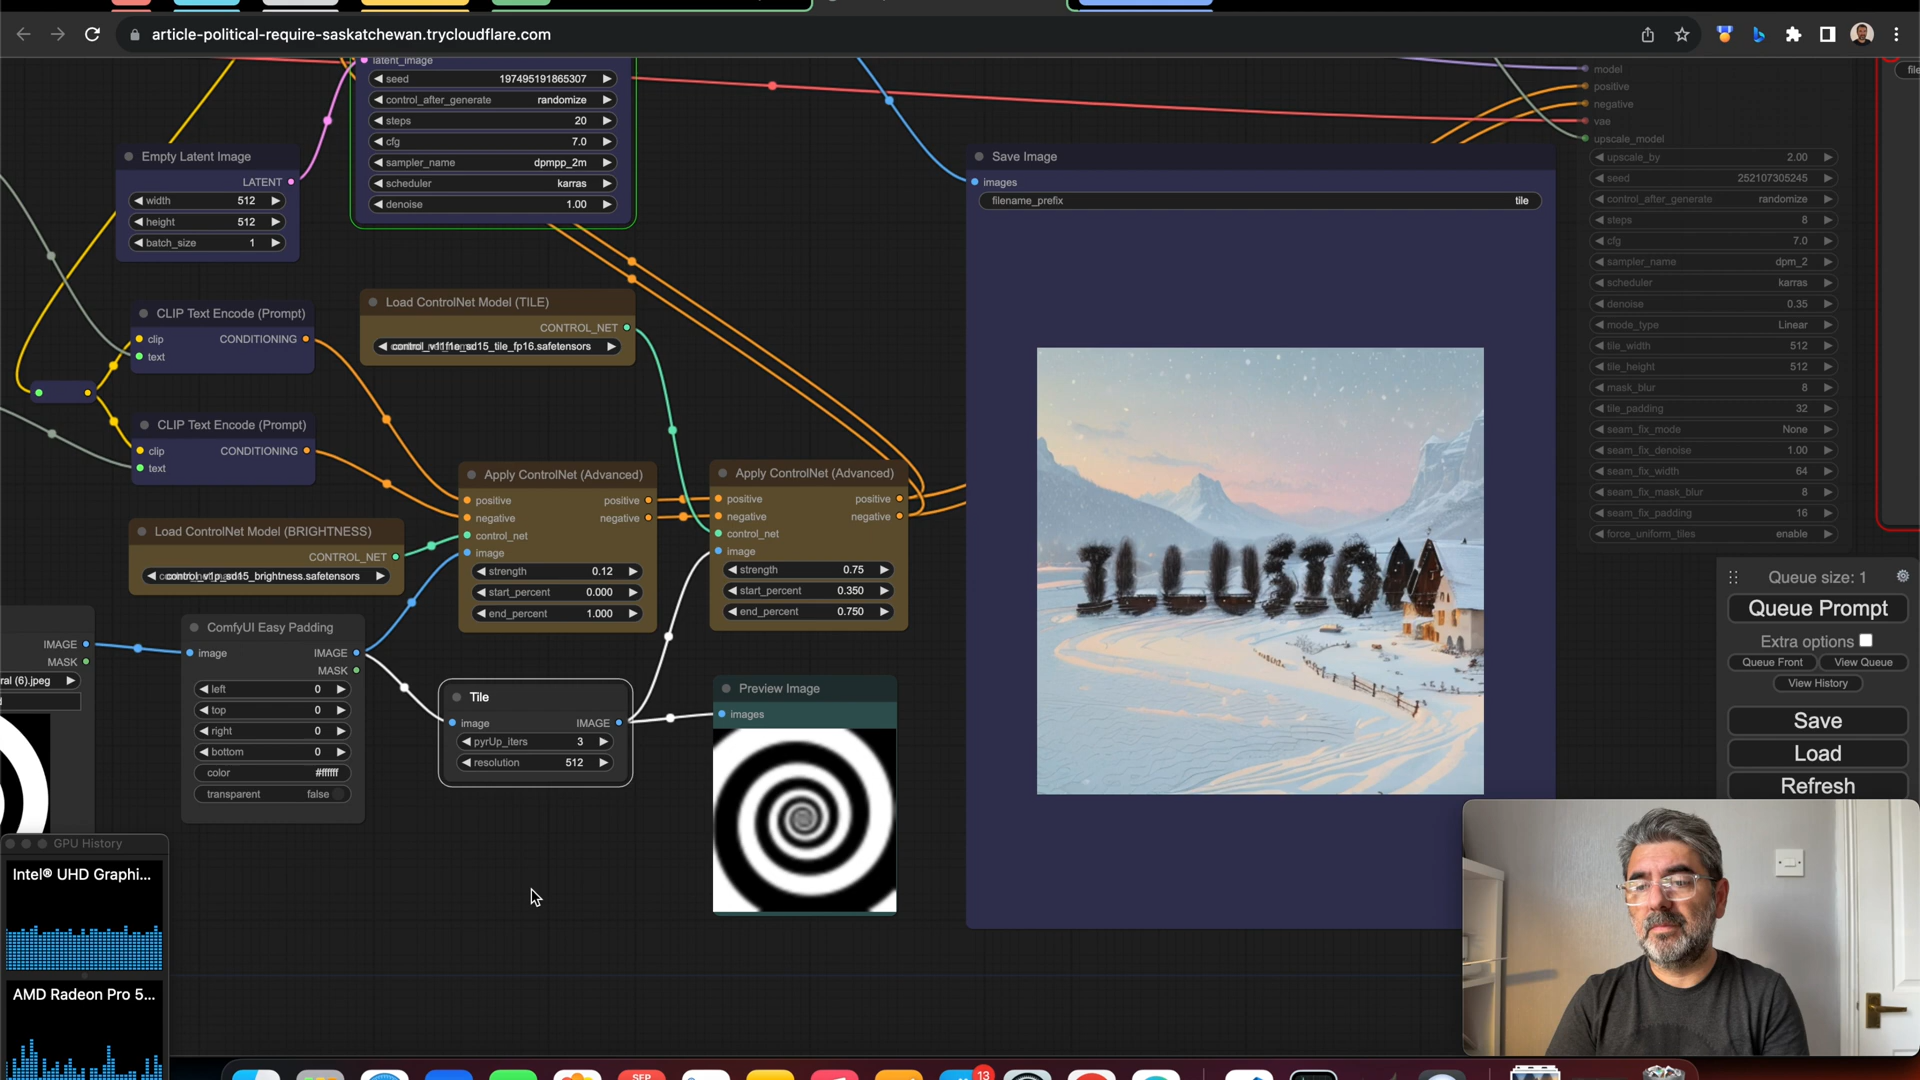 article-political-require-saskatchewan.trycloudflare.com
latent_image
seed 197495191865307
control_after_generate randomize
steps 20
cfg 7.0
sampler_name dpmpp_2m
scheduler karras
denoise 1.00
Empty Latent Image
LATENT
width 512
height 512
batch_size 1
CLIP Text Encode (Prompt)
clip CONDITIONING
text
CLIP Text Encode (Prompt)
clip CONDITIONING
text
Load ControlNet Model (TILE)
CONTROL_NET
control_v11f1e_sd15_tile_fp16.safetensors
Load ControlNet Model (BRIGHTNESS)
CONTROL_NET
control_v1p_sd15_brightness.safetensors
Apply ControlNet (Advanced)
positive positive
negative negative
control_net
image
strength 0.12
start_percent 0.000
end_percent 1.000
Apply ControlNet (Advanced)
positive positive
negative negative
control_net
image
strength 0.75
start_percent 0.350
end_percent 0.750
IMAGE
MASK
ral (6).jpeg
d
ComfyUI Easy Padding
image IMAGE
MASK
left 0
top 0
right 0
bottom 0
color #ffffff
transparent false
Tile
image IMAGE
pyrUp_iters 3
resolution 512
Preview Image
images
Save Image
images
filename_prefix tile
ILLUSION
model
positive
negative
vae
upscale_model
upscale_by 2.00
seed 252107305245
control_after_generate randomize
steps 8
cfg 7.0
sampler_name dpm_2
scheduler karras
denoise 0.35
mode_type Linear
tile_width 512
tile_height 512
mask_blur 8
tile_padding 32
seam_fix_mode None
seam_fix_denoise 1.00
seam_fix_width 64
seam_fix_mask_blur 8
seam_fix_padding 16
force_uniform_tiles enable
file
Queue size: 1
Queue Prompt
Extra options
Queue Front View Queue
View History
Save
Load
Refresh
GPU History
Intel® UHD Graphi...
AMD Radeon Pro 5...
SEP
13